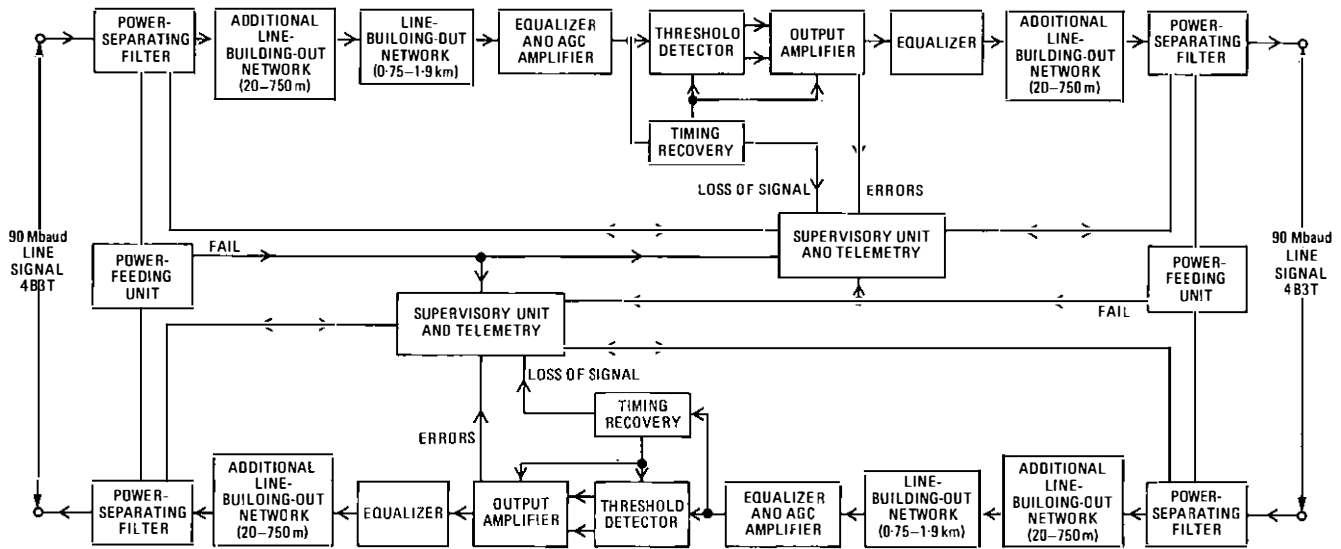 POWER-
SEPARATING
FILTER
ADDITIONAL
LINE-
BUILDING-OUT
NETWORK
(20–750 m)
LINE-
BUILDING-OUT
NETWORK
(0·75–1·9 km)
EQUALIZER
AND AGC
AMPLIFIER
THRESHOLD
DETECTOR
OUTPUT
AMPLIFIER
EQUALIZER
ADDITIONAL
LINE-
BUILDING-OUT
NETWORK
(20–750 m)
POWER-
SEPARATING
FILTER
TIMING
RECOVERY
LOSS OF SIGNAL
ERRORS
90 Mbaud
LINE
SIGNAL
4B3T
FAIL
POWER-
FEEDING
UNIT
SUPERVISORY UNIT
AND TELEMETRY
POWER-
FEEDING
UNIT
90 Mbaud
LINE
SIGNAL
4B3T
SUPERVISORY UNIT
AND TELEMETRY
FAIL
LOSS OF SIGNAL
TIMING
RECOVERY
ERRORS
POWER-
SEPARATING
FILTER
ADDITIONAL
LINE-
BUILDING-OUT
NETWORK
(20–750 m)
EQUALIZER
OUTPUT
AMPLIFIER
THRESHOLD
DETECTOR
EQUALIZER
AND AGC
AMPLIFIER
LINE-
BUILDING-OUT
NETWORK
(0·75–1·9 km)
ADDITIONAL
LINE-
BUILDING-OUT
NETWORK
(20–750 m)
POWER-
SEPARATING
FILTER